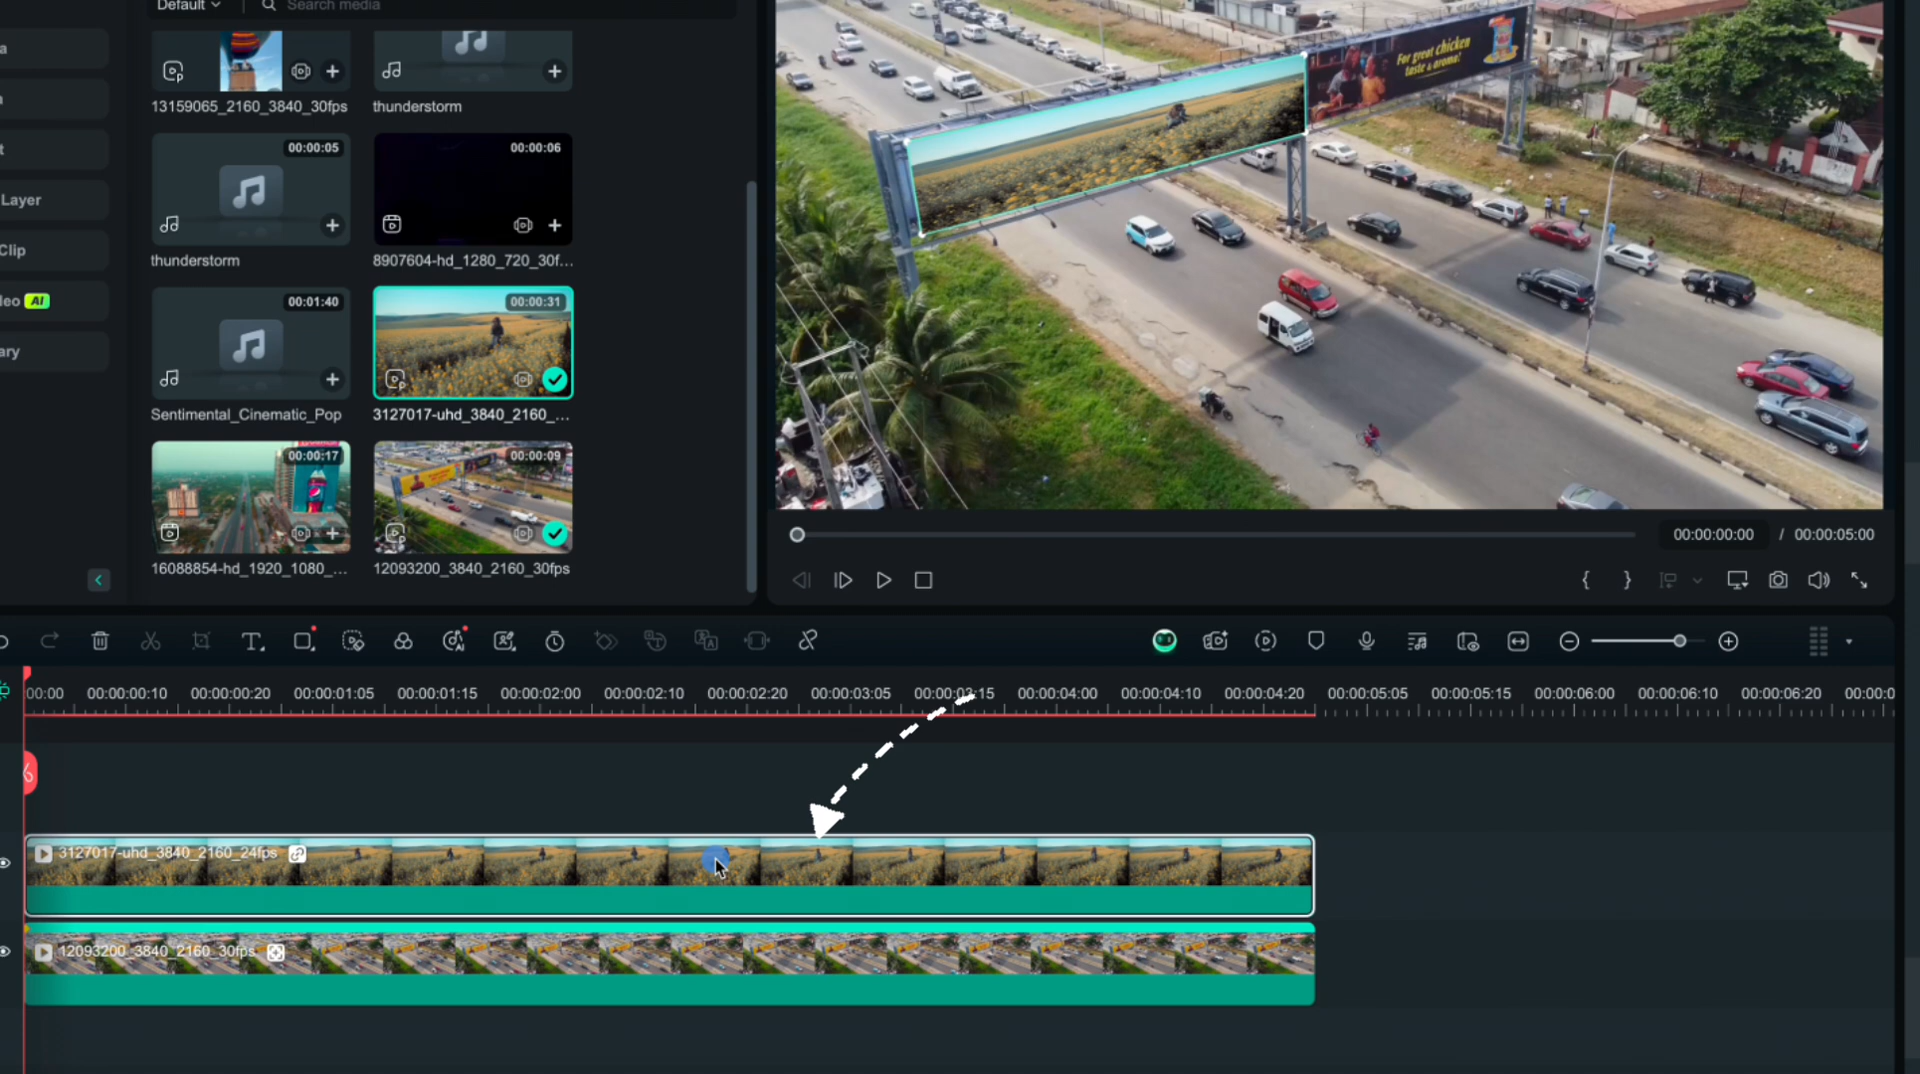 Default
Search media
a
13159065_2160_3840_30fps
thunderstorm
For great chicken
taste & aroma!
t
00:00:05
00:00:06
Layer
Clip
thunderstorm
8907604-hd_1280_720_30f...
eo AI
00:01:40
00:00:31
ary
Sentimental_Cinematic_Pop
3127017-uhd_3840_2160_...
00:00:17
00:00:09
16088854-hd_1920_1080_...
12093200_3840_2160_30fps
00:00:00:00 / 00:00:05:00
:00:00 00:00:00:10 00:00:00:20 00:00:01:05 00:00:01:15 00:00:02:00 00:00:02:10 00:00:02:20 00:00:03:05 00:00:03:15 00:00:04:00 00:00:04:10 00:00:04:20 00:00:05:05 00:00:05:15 00:00:06:00 00:00:06:10 00:00:06:20 00:00:0
3127017-uhd_3840_2160_24fps
12093200_3840_2160_30fps